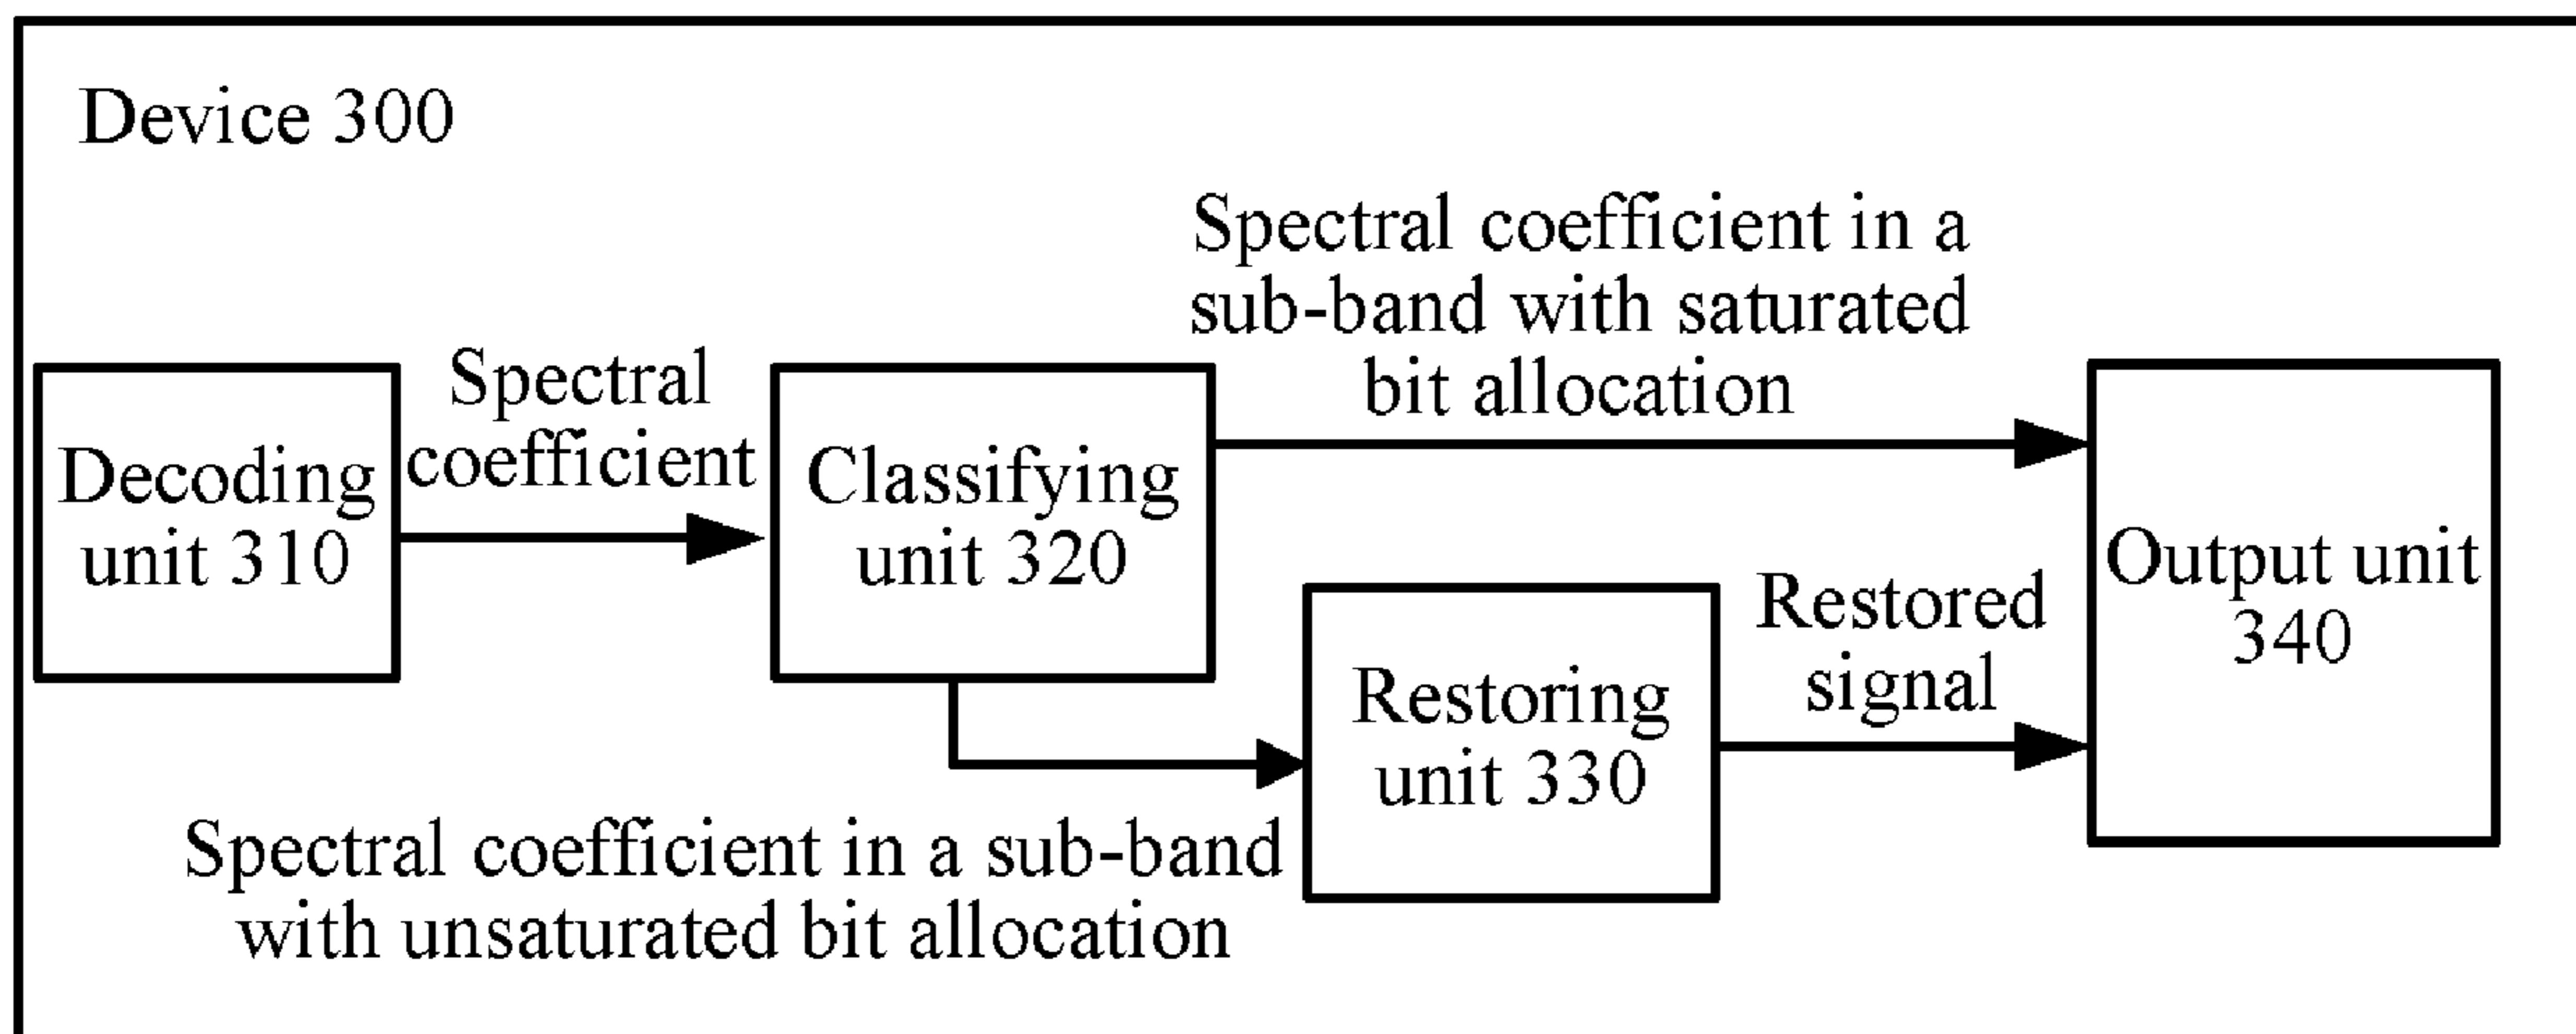 Device 300
Spectral coefficient in a
sub-band with saturated
bit allocation
Spectral
coefficient
Decoding
unit 310
Classifying
unit 320
Output unit
340
Restored
signal
Restoring
unit 330
Spectral coefficient in a sub-band
with unsaturated bit allocation